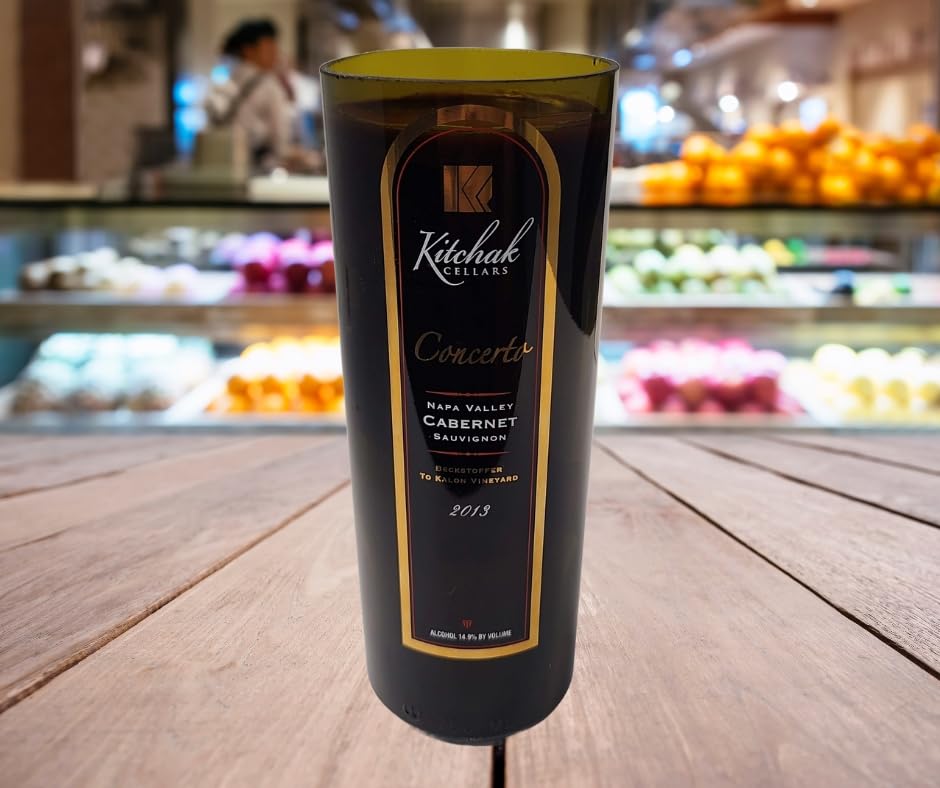 Kitchak
CELLARS
Concerto
NAPA VALLEY
CABERNET
SAUVIGNON
BECKSTOFFER
TO KALON VINEYARD
2013
ALCOHOL 14.9% BY VOLUME